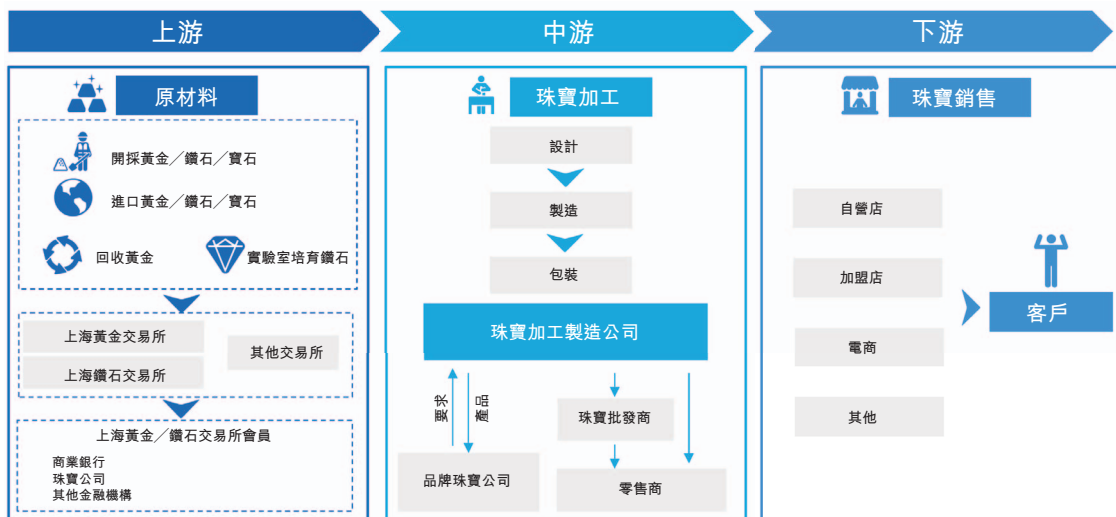 上游
中游
下游
原材料
開採黃金／鑽石／寶石
進口黃金／鑽石／寶石
回收黃金
實驗室培育鑽石
上海黃金交易所
上海鑽石交易所
其他交易所
上海黃金／鑽石交易所會員
商業銀行
珠寶公司
其他金融機構
珠寶加工
設計
製造
包裝
珠寶加工製造公司
要求
產品
珠寶批發商
品牌珠寶公司
零售商
珠寶銷售
自營店
加盟店
電商
其他
客戶